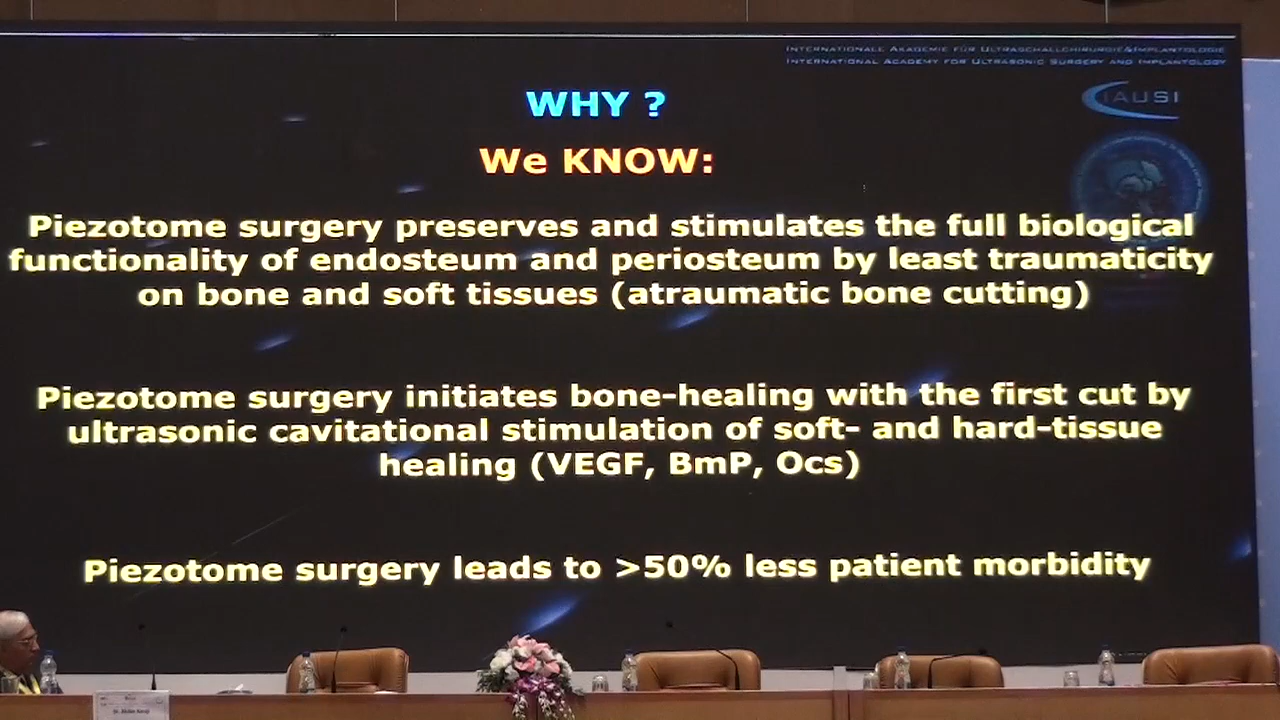 INTERNATIONALE AKADEMIE FÜR ULTRASCHALLCHIRURGIE&IMPLANTOLOGIE
INTERNATIONAL ACADEMY FOR ULTRASONIC SURGERY AND IMPLANTOLOGY
IAUSI
WHY ?
We KNOW:
Piezotome surgery preserves and stimulates the full biological
functionality of endosteum and periosteum by least traumaticity
on bone and soft tissues (atraumatic bone cutting)
Piezotome surgery initiates bone-healing with the first cut by
ultrasonic cavitational stimulation of soft- and hard-tissue
healing (VEGF, BmP, Ocs)
Piezotome surgery leads to >50% less patient morbidity